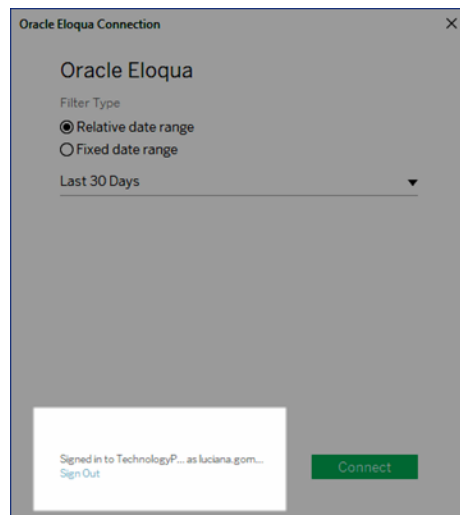 Oracle Eloqua Connection
Oracle Eloqua
Filter Type
Relative date range
Fixed date range
Last 30 Days
Signed in to TechnologyP... as luciana.gom...
Sign Out
Connect